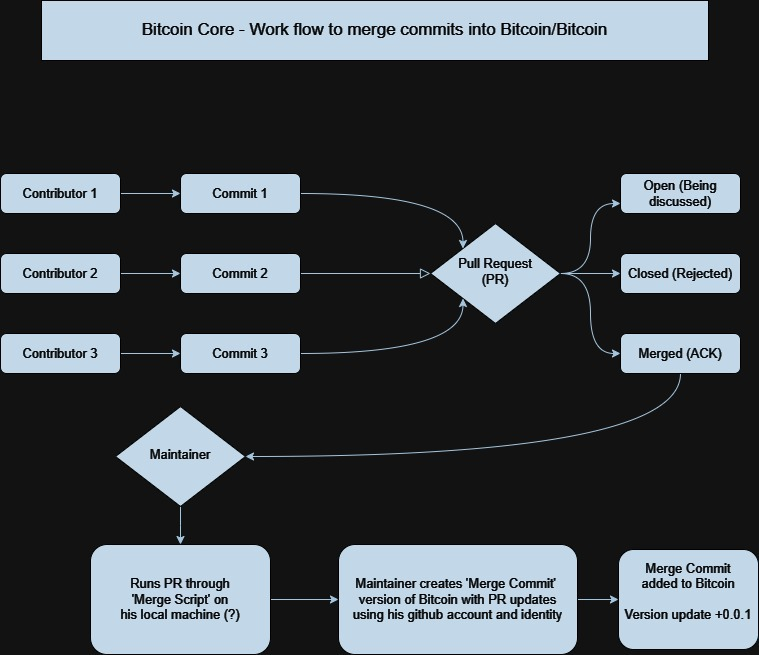 Bitcoin Core - Work flow to merge commits into Bitcoin/Bitcoin
Contributor 1
Commit 1
Open (Being
discussed)
Contributor 2
Commit 2
Pull Request
(PR)
Closed (Rejected)
Contributor 3
Commit 3
Merged (ACK)
Maintainer
Runs PR through
'Merge Script' on
his local machine (?)
Maintainer creates 'Merge Commit'
version of Bitcoin with PR updates
using his github account and identity
Merge Commit
added to Bitcoin
Version update +0.0.1